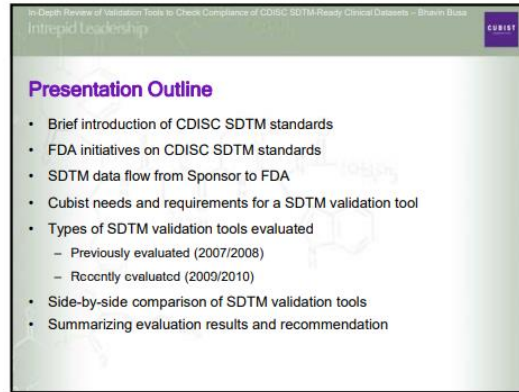 In-Depth Review of Validation Tools to Check Compliance of CDISC SDTM-Ready Clinical Datasets – Bhavin Busa
Intrepid Leadership
CUBIST
Presentation Outline
• Brief introduction of CDISC SDTM standards
• FDA initiatives on CDISC SDTM standards
• SDTM data flow from Sponsor to FDA
• Cubist needs and requirements for a SDTM validation tool
• Types of SDTM validation tools evaluated
– Previously evaluated (2007/2008)
– Recently evaluated (2009/2010)
• Side-by-side comparison of SDTM validation tools
• Summarizing evaluation results and recommendation